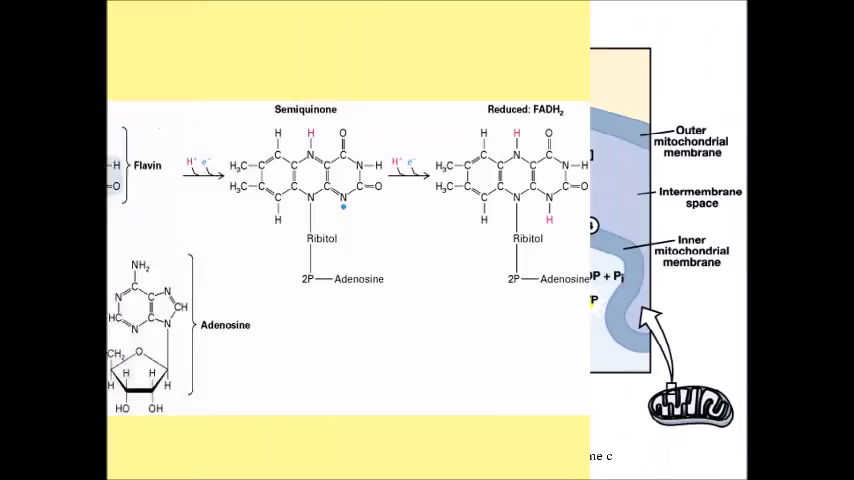 Semiquinone
Reduced: FADH₂
H H O
H⁺ e⁻
H⁺ e⁻
H H O
H
O
Flavin
H₃C
H₃C
C
N
C
N
H
C
O
N
N
H
H₃C
H₃C
C
N
C
N
H
C
O
N
N
H
H
Ribitol
2P
Adenosine
Ribitol
2P
Adenosine
NH₂
C
N
C
N
CH
HC
N
C
N
Adenosine
CH₂
O
H
H
H
H
HO
OH
Outer
mitochondrial
membrane
Intermembrane
space
Inner
mitochondrial
membrane
]
DP + Pi
me c